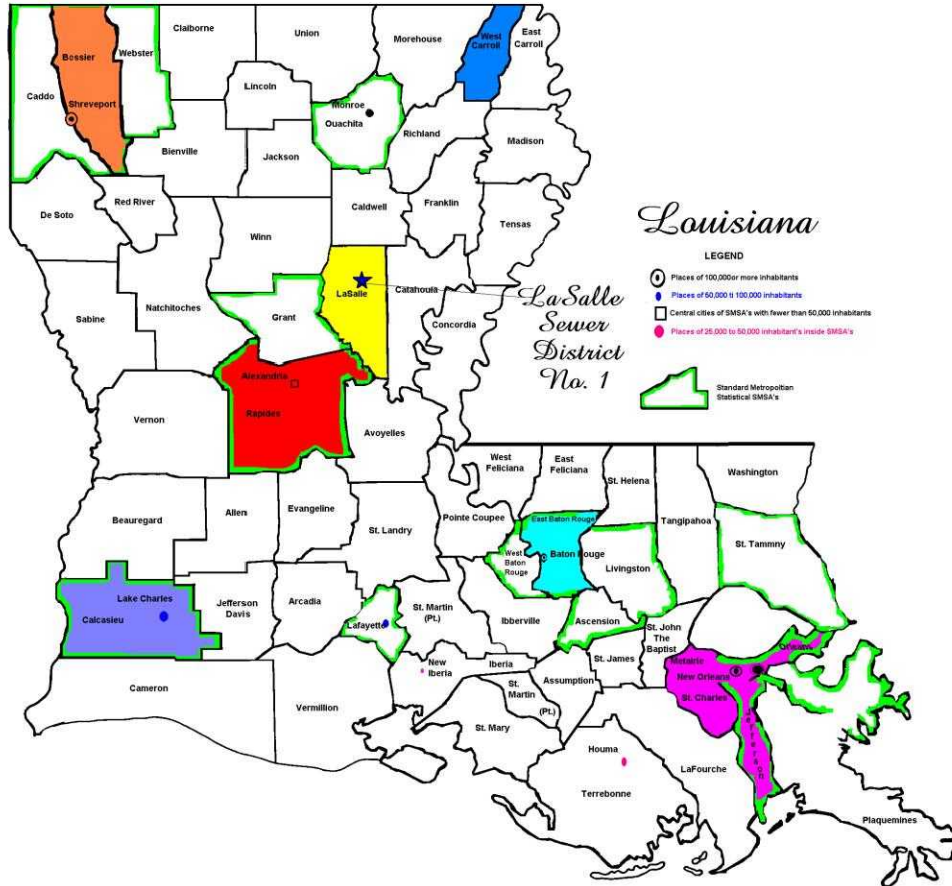 Claiborne
Union
Morehouse
West
Carroll
East
Carroll
Bossier
Webster
Caddo
Shreveport
Lincoln
Monroe
Ouachita
Richland
Madison
Bienville
Jackson
De Soto
Red River
Caldwell
Franklin
Tensas
Winn
Louisiana
LEGEND
Places of 100,000or more inhabitants
Places of 50,000 ti 100,000 inhabitants
Central cities of SMSA's with fewer than 50,000 inhabitants
Places of 25,000 to 50,000 inhabitant's inside SMSA's
Standard Metropoltian
Statistical SMSA's
LaSalle
Catahoula
LaSalle
Sewer
District
No. 1
Natchitoches
Sabine
Grant
Concordia
Alexandria
Rapides
Vernon
Avoyelles
West
Feliciana
East
Feliciana
St. Helena
Washington
Beauregard
Allen
Evangeline
St. Landry
Pointe Coupee
East Baton Rouge
Tangipahoa
St. Tammny
West
Baton
Rouge
Baton Rouge
Livingston
Lake Charles
Calcasieu
Jefferson
Davis
Arcadia
Lafayette
St. Martin
(Pt.)
Ibberville
Ascension
St. John
The
Baptist
Orleans
Metairie
New Orleans
St. Charles
Jefferson
New
Iberia
Iberia
Assumption
St. James
Cameron
Vermillion
St.
Martin
(Pt.)
St. Mary
Houma
Terrebonne
LaFourche
Plaquemines